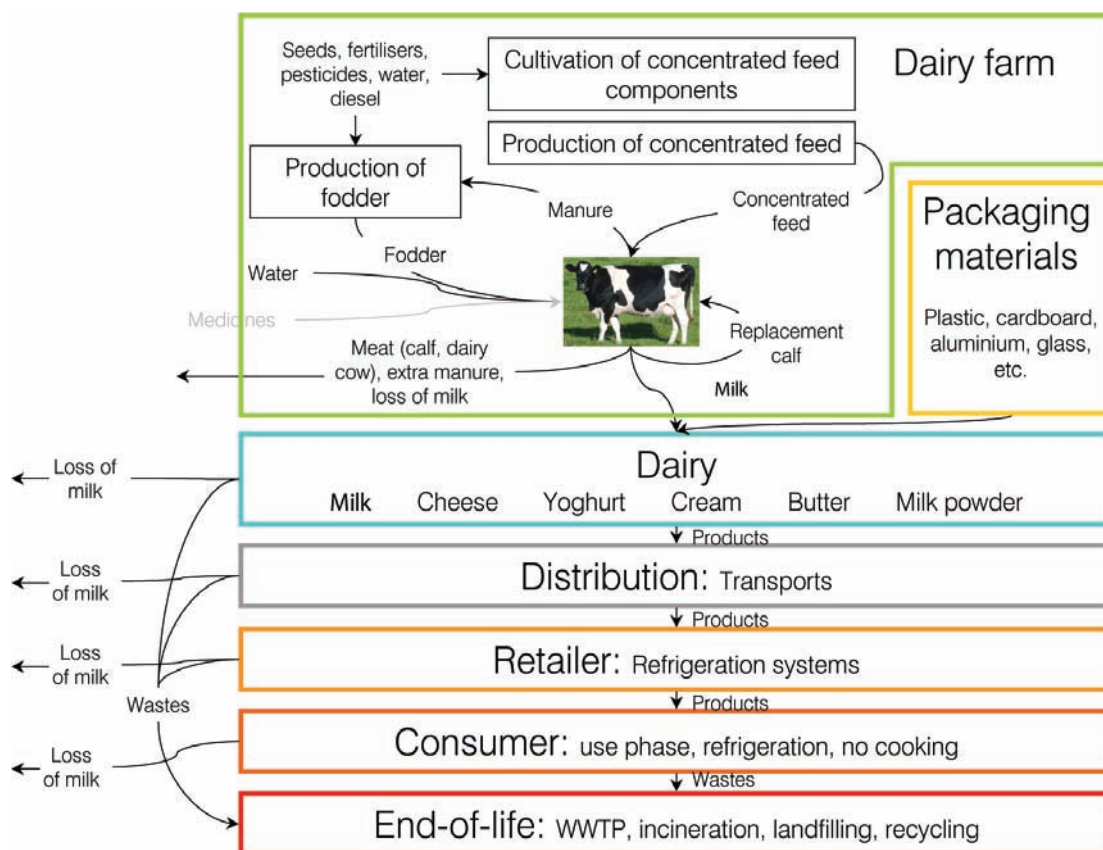 Seeds, fertilisers,
pesticides, water,
diesel
Cultivation of concentrated feed
components
Dairy farm
Production of concentrated feed
Production of
fodder
Manure
Concentrated
feed
Packaging
materials
Plastic, cardboard,
aluminium, glass,
etc.
Fodder
Water
Medicines
Replacement
calf
Meat (calf, dairy
cow), extra manure,
loss of milk
Milk
Dairy
Milk Cheese Yoghurt Cream Butter Milk powder
Loss of
milk
Products
Distribution: Transports
Loss
of milk
Products
Retailer: Refrigeration systems
Loss
of milk
Products
Wastes
Consumer: use phase, refrigeration, no cooking
Loss
of milk
Wastes
End-of-life: WWTP, incineration, landfilling, recycling